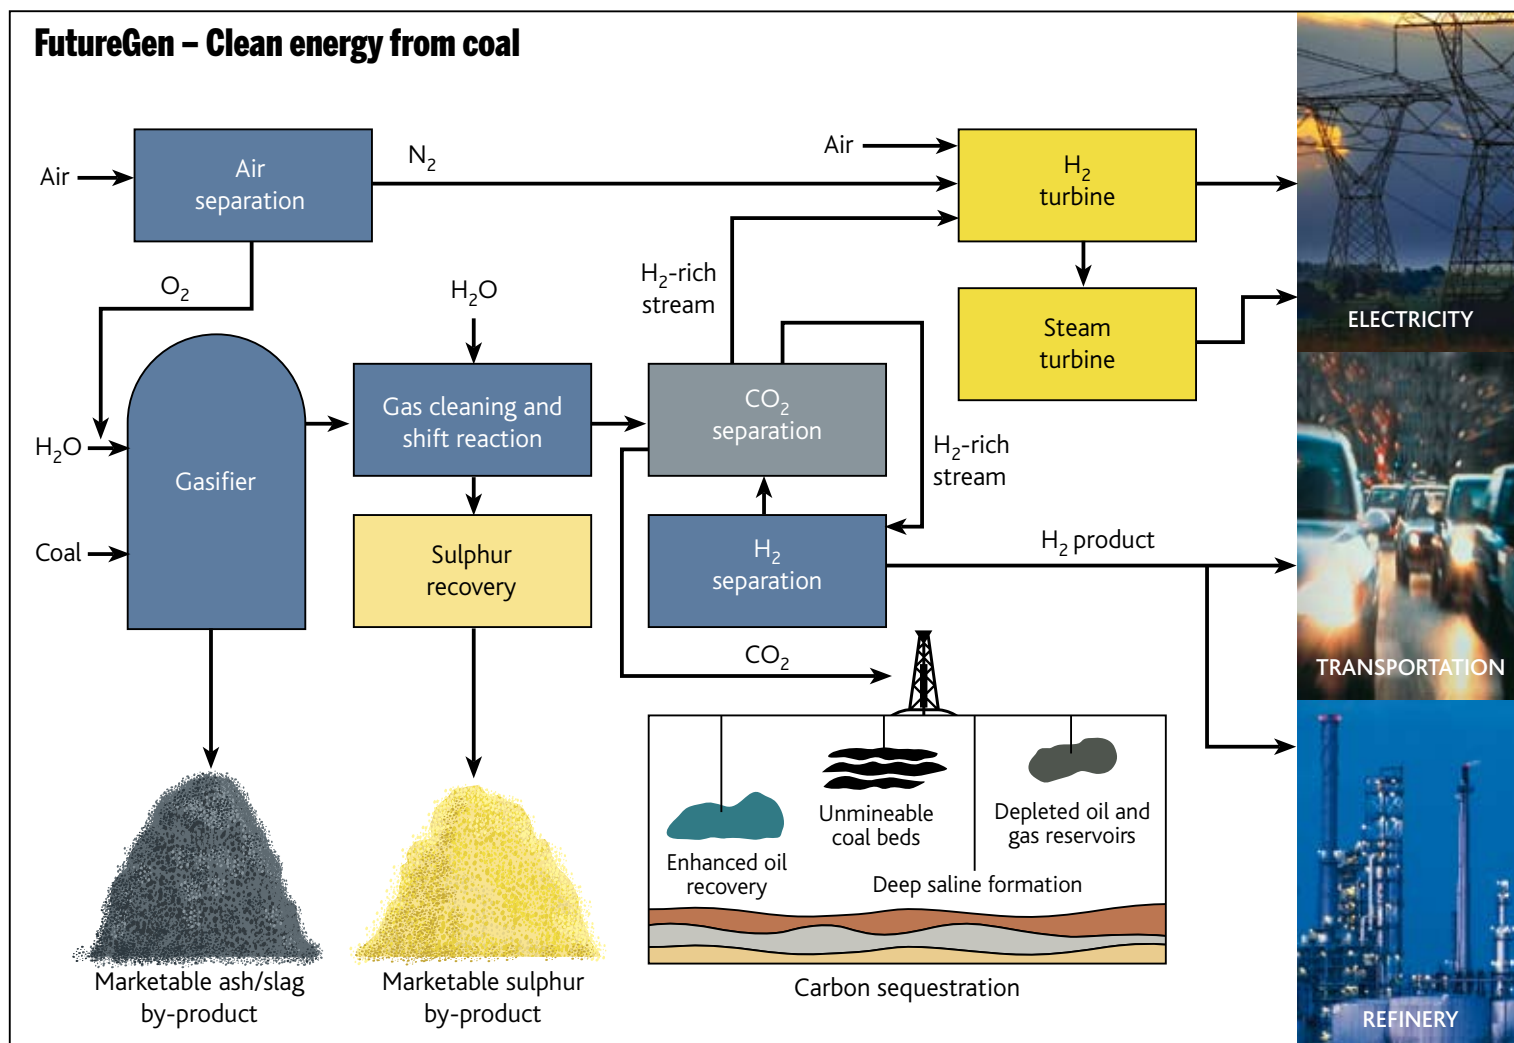 FutureGen – Clean energy from coal
Air
Air
separation
N₂
Air
H₂
turbine
O₂
H₂O
H₂-rich
stream
Steam
turbine
ELECTRICITY
H₂O
Gasifier
Coal
Gas cleaning and
shift reaction
CO₂
separation
H₂-rich
stream
Sulphur
recovery
H₂
separation
H₂ product
TRANSPORTATION
CO₂
Enhanced oil
recovery
Unmineable
coal beds
Depleted oil and
gas reservoirs
Deep saline formation
Marketable ash/slag
by-product
Marketable sulphur
by-product
Carbon sequestration
REFINERY